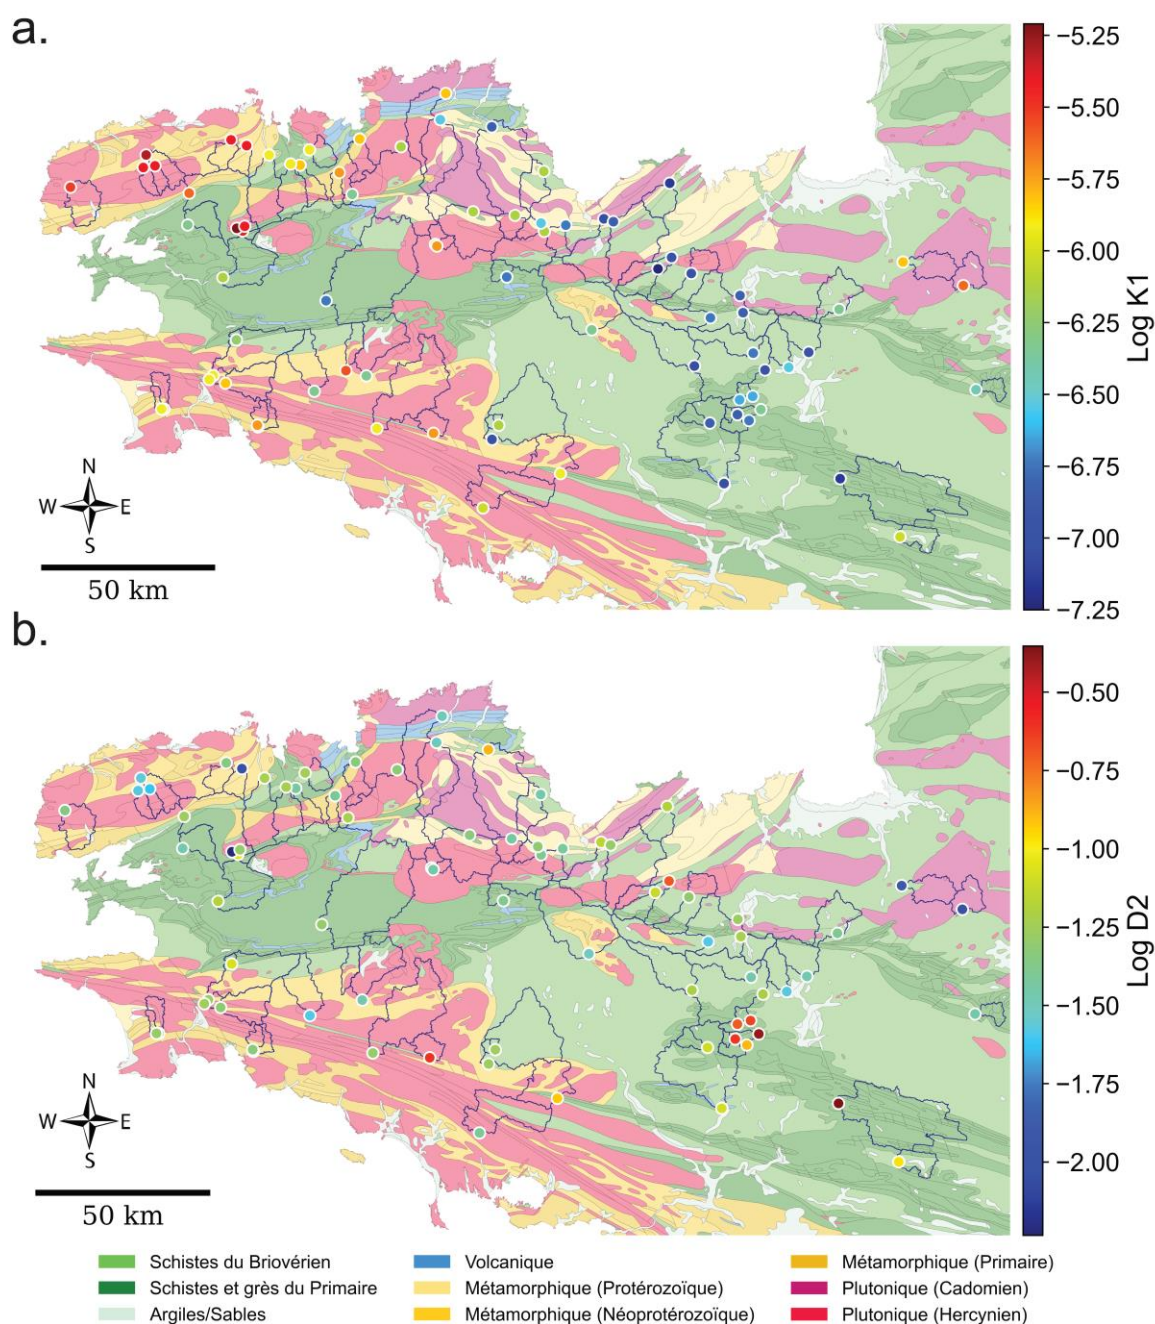 a.
N
W E
S
50 km
−5.25
−5.50
−5.75
−6.00
−6.25
−6.50
−6.75
−7.00
−7.25
Log K1
b.
N
W E
S
50 km
−0.50
−0.75
−1.00
−1.25
−1.50
−1.75
−2.00
Log D2
Schistes du Briovérien
Schistes et grès du Primaire
Argiles/Sables
Volcanique
Métamorphique (Protérozoïque)
Métamorphique (Néoprotérozoïque)
Métamorphique (Primaire)
Plutonique (Cadomien)
Plutonique (Hercynien)